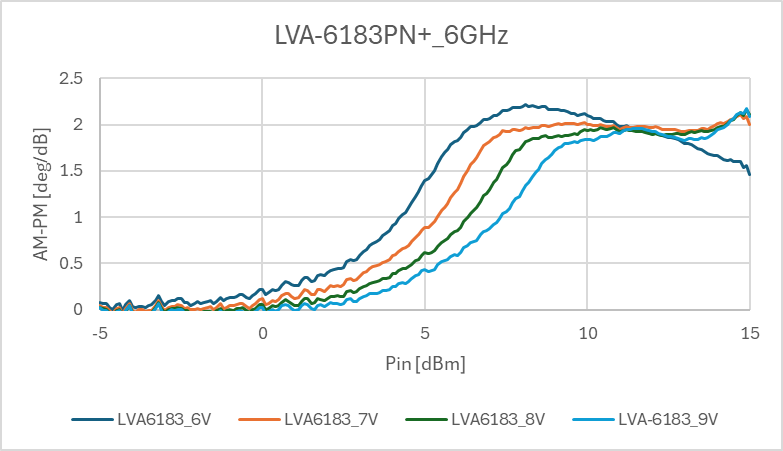 LVA-6183PN+_6GHz
2.5
2
1.5
1
0.5
0
AM-PM [deg/dB]
-5 0 5 10 15
Pin [dBm]
LVA6183_6V LVA6183_7V LVA6183_8V LVA-6183_9V